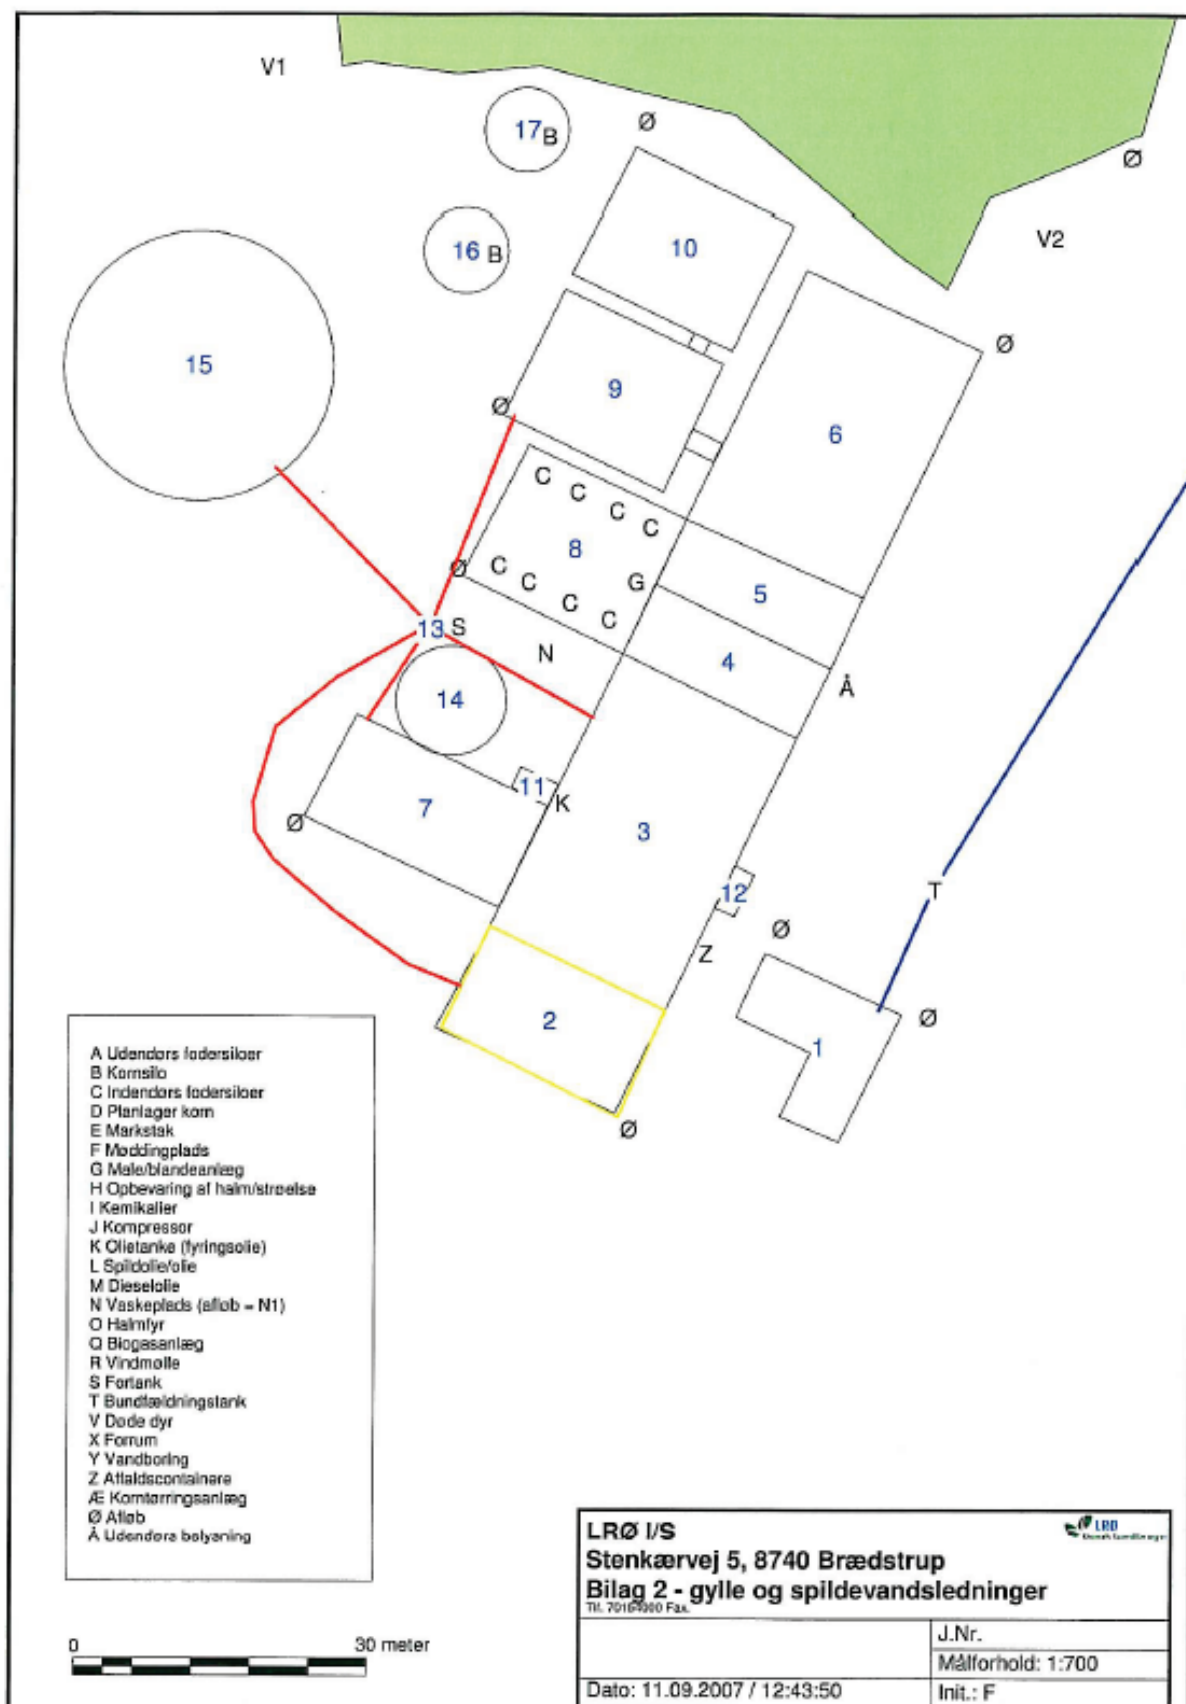 V1
17 B
Ø
Ø
16 B
10
V2
15
Ø
9
Ø
6
C C C C
8
Ø
C C C C
G
5
13 S
N
4
Å
14
11
K
7
Ø
3
12
T
Ø
Z
2
Ø
1
Ø
A Udendørs fodersiloer
B Kornsilo
C Indendørs fodersiloer
D Planlager korn
E Markstak
F Møddingplads
G Male/blandeanlæg
H Opbevaring af halm/strøelse
I Kemikalier
J Kompressor
K Olietanke (fyringsolie)
L Spildolie/olie
M Dieselolie
N Vaskeplads (afløb = N1)
O Halmfyr
Q Biogasanlæg
R Vindmølle
S Fortank
T Bundfældningstank
V Døde dyr
X Forrum
Y Vandboring
Z Affaldscontainere
Æ Korntørringsanlæg
Ø Afløb
Å Udendørs belysning
0 30 meter
LRØ I/S
LRØ
Stenkærvej 5, 8740 Brædstrup
Bilag 2 - gylle og spildevandsledninger
Fax.
J.Nr.
Målforhold: 1:700
Dato: 11.09.2007 / 12:43:50
Init.: F